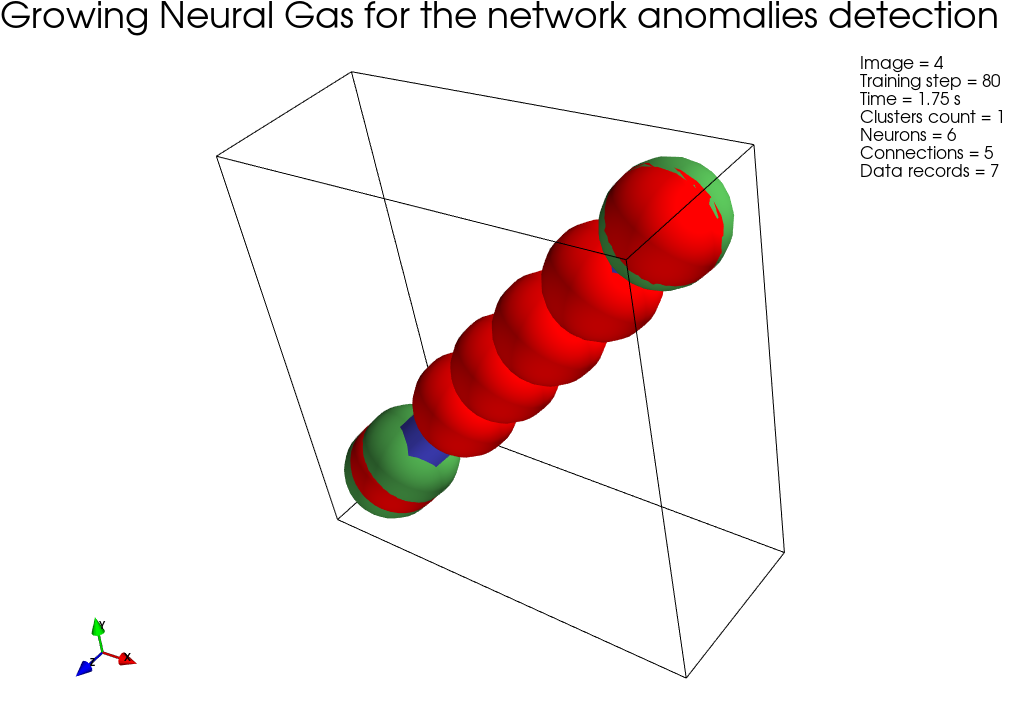 Growing Neural Gas for the network anomalies detection
Image = 4
Training step = 80
Time = 1.75 s
Clusters count = 1
Neurons = 6
Connections = 5
Data records = 7
Y
Z
X